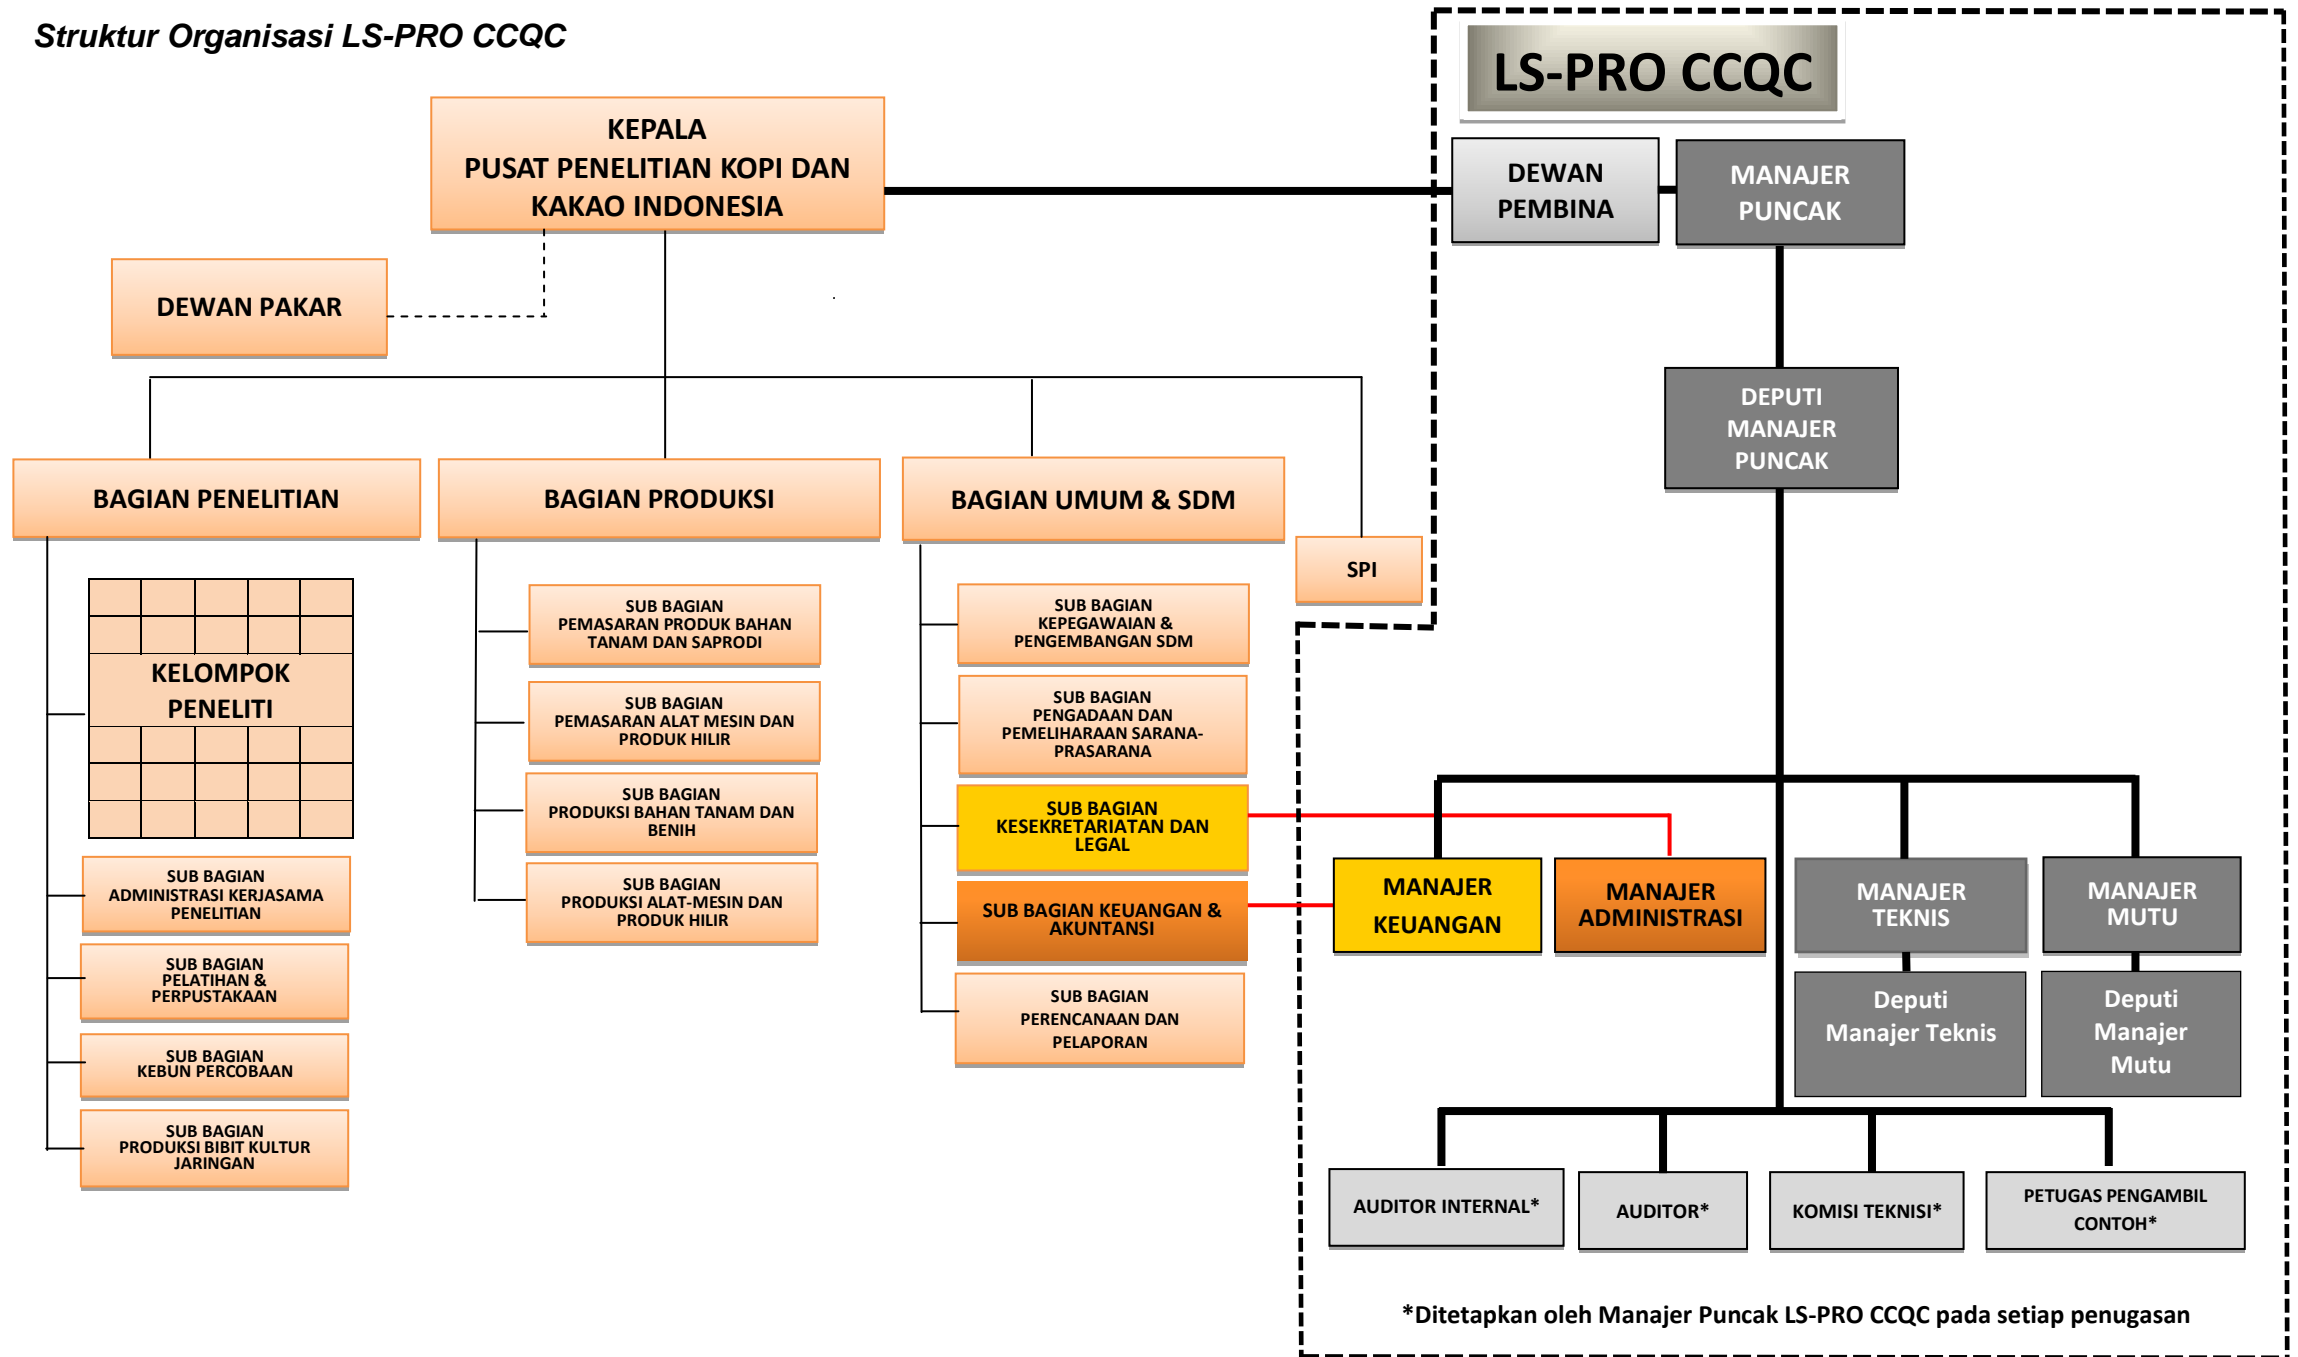 Struktur Organisasi LS-PRO CCQC
LS-PRO CCQC
KEPALA
PUSAT PENELITIAN KOPI DAN
KAKAO INDONESIA
DEWAN
PEMBINA
MANAJER
PUNCAK
DEWAN PAKAR
DEPUTI
MANAJER
PUNCAK
BAGIAN PENELITIAN
BAGIAN PRODUKSI
BAGIAN UMUM & SDM
SPI
KELOMPOK
PENELITI
SUB BAGIAN
ADMINISTRASI KERJASAMA
PENELITIAN
SUB BAGIAN
PELATIHAN &
PERPUSTAKAAN
SUB BAGIAN
KEBUN PERCOBAAN
SUB BAGIAN
PRODUKSI BIBIT KULTUR
JARINGAN
SUB BAGIAN
PEMASARAN PRODUK BAHAN
TANAM DAN SAPRODI
SUB BAGIAN
PEMASARAN ALAT MESIN DAN
PRODUK HILIR
SUB BAGIAN
PRODUKSI BAHAN TANAM DAN
BENIH
SUB BAGIAN
PRODUKSI ALAT-MESIN DAN
PRODUK HILIR
SUB BAGIAN
KEPEGAWAIAN &
PENGEMBANGAN SDM
SUB BAGIAN
PENGADAAN DAN
PEMELIHARAAN SARANA-
PRASARANA
SUB BAGIAN
KESEKRETARIATAN DAN
LEGAL
SUB BAGIAN KEUANGAN &
AKUNTANSI
SUB BAGIAN
PERENCANAAN DAN
PELAPORAN
MANAJER
KEUANGAN
MANAJER
ADMINISTRASI
MANAJER
TEKNIS
MANAJER
MUTU
Deputi
Manajer Teknis
Deputi
Manajer
Mutu
AUDITOR INTERNAL*
AUDITOR*
KOMISI TEKNISI*
PETUGAS PENGAMBIL
CONTOH*
*Ditetapkan oleh Manajer Puncak LS-PRO CCQC pada setiap penugasan